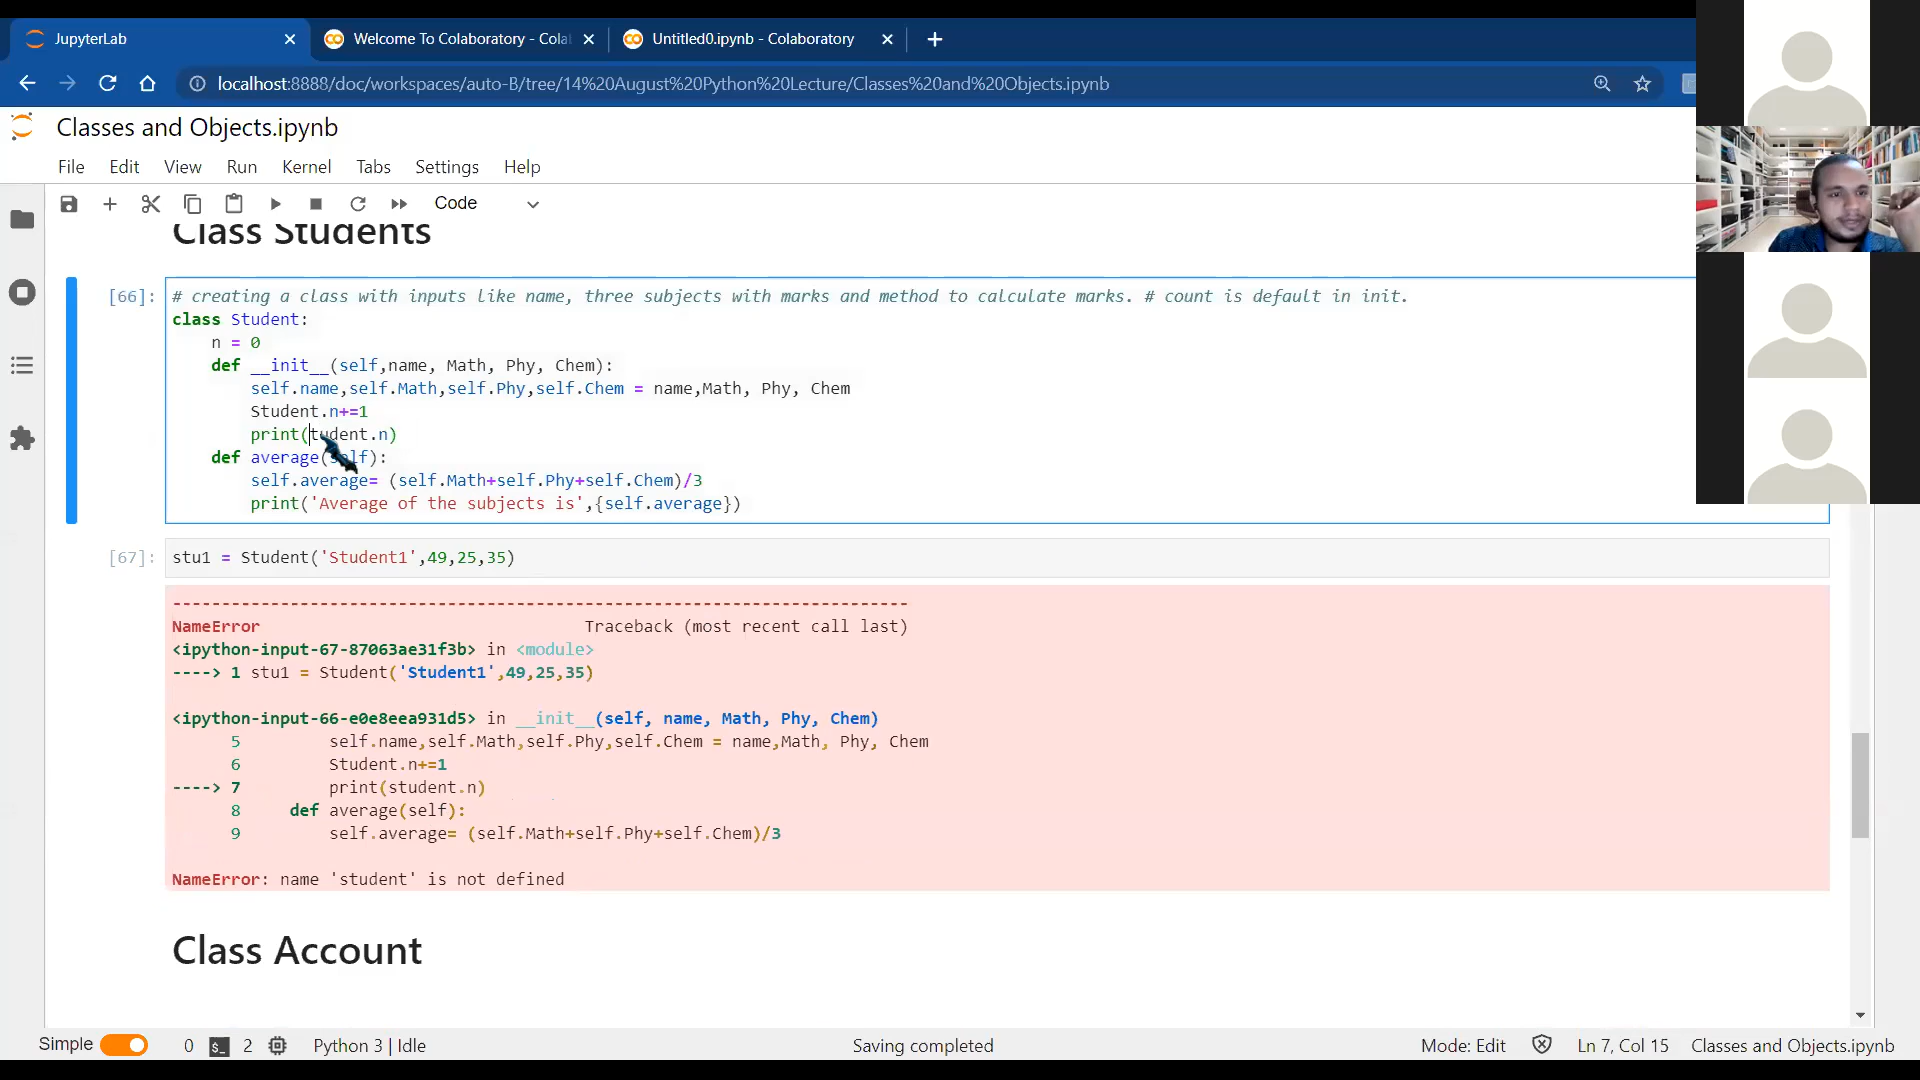 JupyterLab
Welcome To Colaboratory - Cola
Untitled0.ipynb - Colaboratory
localhost:8888/doc/workspaces/auto-B/tree/14%20August%20Python%20Lecture/Classes%20and%20Objects.ipynb
Classes and Objects.ipynb
File Edit View Run Kernel Tabs Settings Help
Code
Class Students
[66]: # creating a class with inputs like name, three subjects with marks and method to calculate marks. # count is default in init.
class Student:
n = 0
def __init__(self,name, Math, Phy, Chem):
self.name,self.Math,self.Phy,self.Chem = name,Math, Phy, Chem
Student.n+=1
print(tudent.n)
def average(self):
self.average= (self.Math+self.Phy+self.Chem)/3
print('Average of the subjects is',{self.average})
[67]: stu1 = Student('Student1',49,25,35)
---------------------------------------------------------------------------
NameError Traceback (most recent call last)
<ipython-input-67-87063ae31f3b> in <module>
----> 1 stu1 = Student('Student1',49,25,35)
<ipython-input-66-e0e8eea931d5> in __init__(self, name, Math, Phy, Chem)
5 self.name,self.Math,self.Phy,self.Chem = name,Math, Phy, Chem
6 Student.n+=1
----> 7 print(student.n)
8 def average(self):
9 self.average= (self.Math+self.Phy+self.Chem)/3
NameError: name 'student' is not defined
Class Account
Simple 0 $_ 2 Python 3 | Idle Saving completed Mode: Edit Ln 7, Col 15 Classes and Objects.ipynb